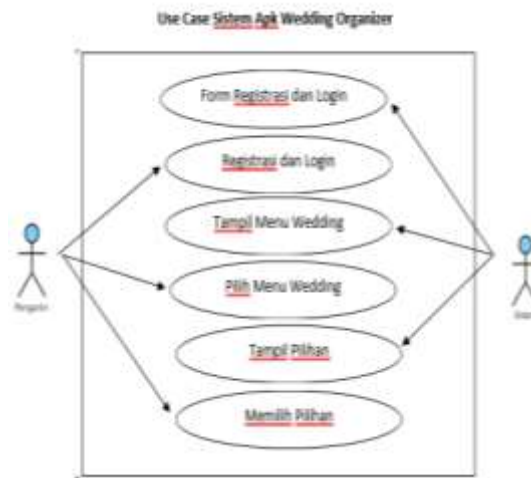 Use Case Sistem Apk Wedding Organizer
Form Registrasi dan Login
Registrasi dan Login
Tampil Menu Wedding
Pilih Menu Wedding
Tampil Pilihan
Memilih Pilihan